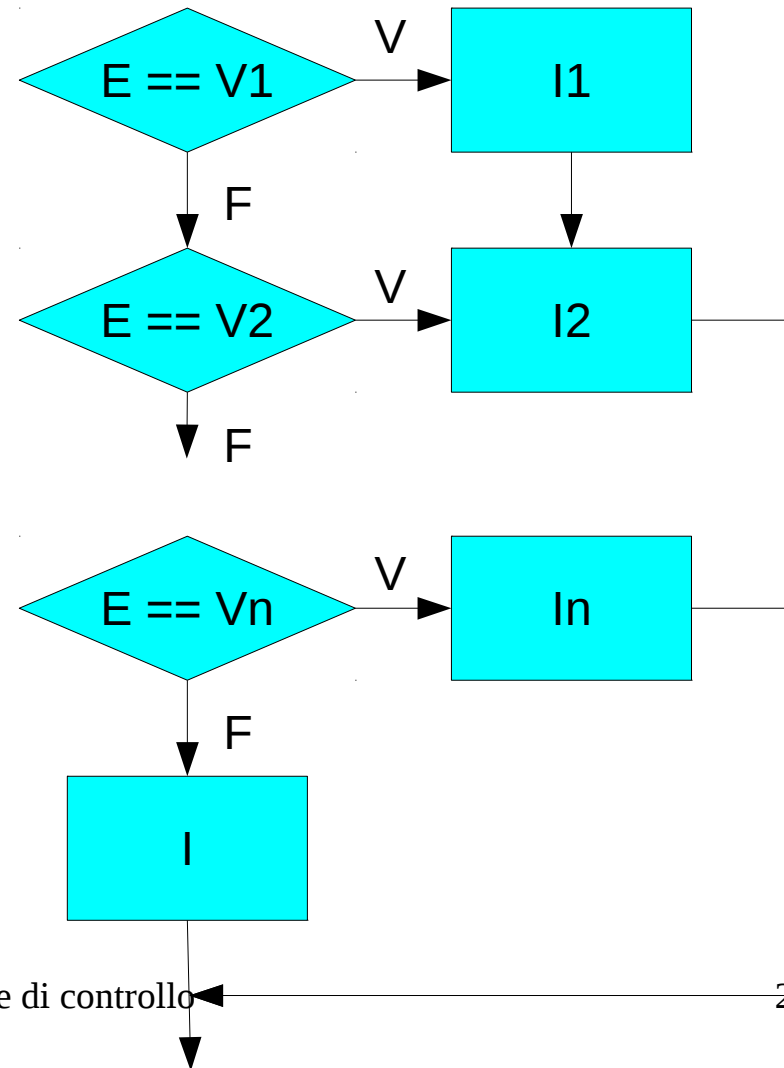 V
E == V1
I1
F
V
E == V2
I2
F
V
E == Vn
In
F
I
e di controllo
2